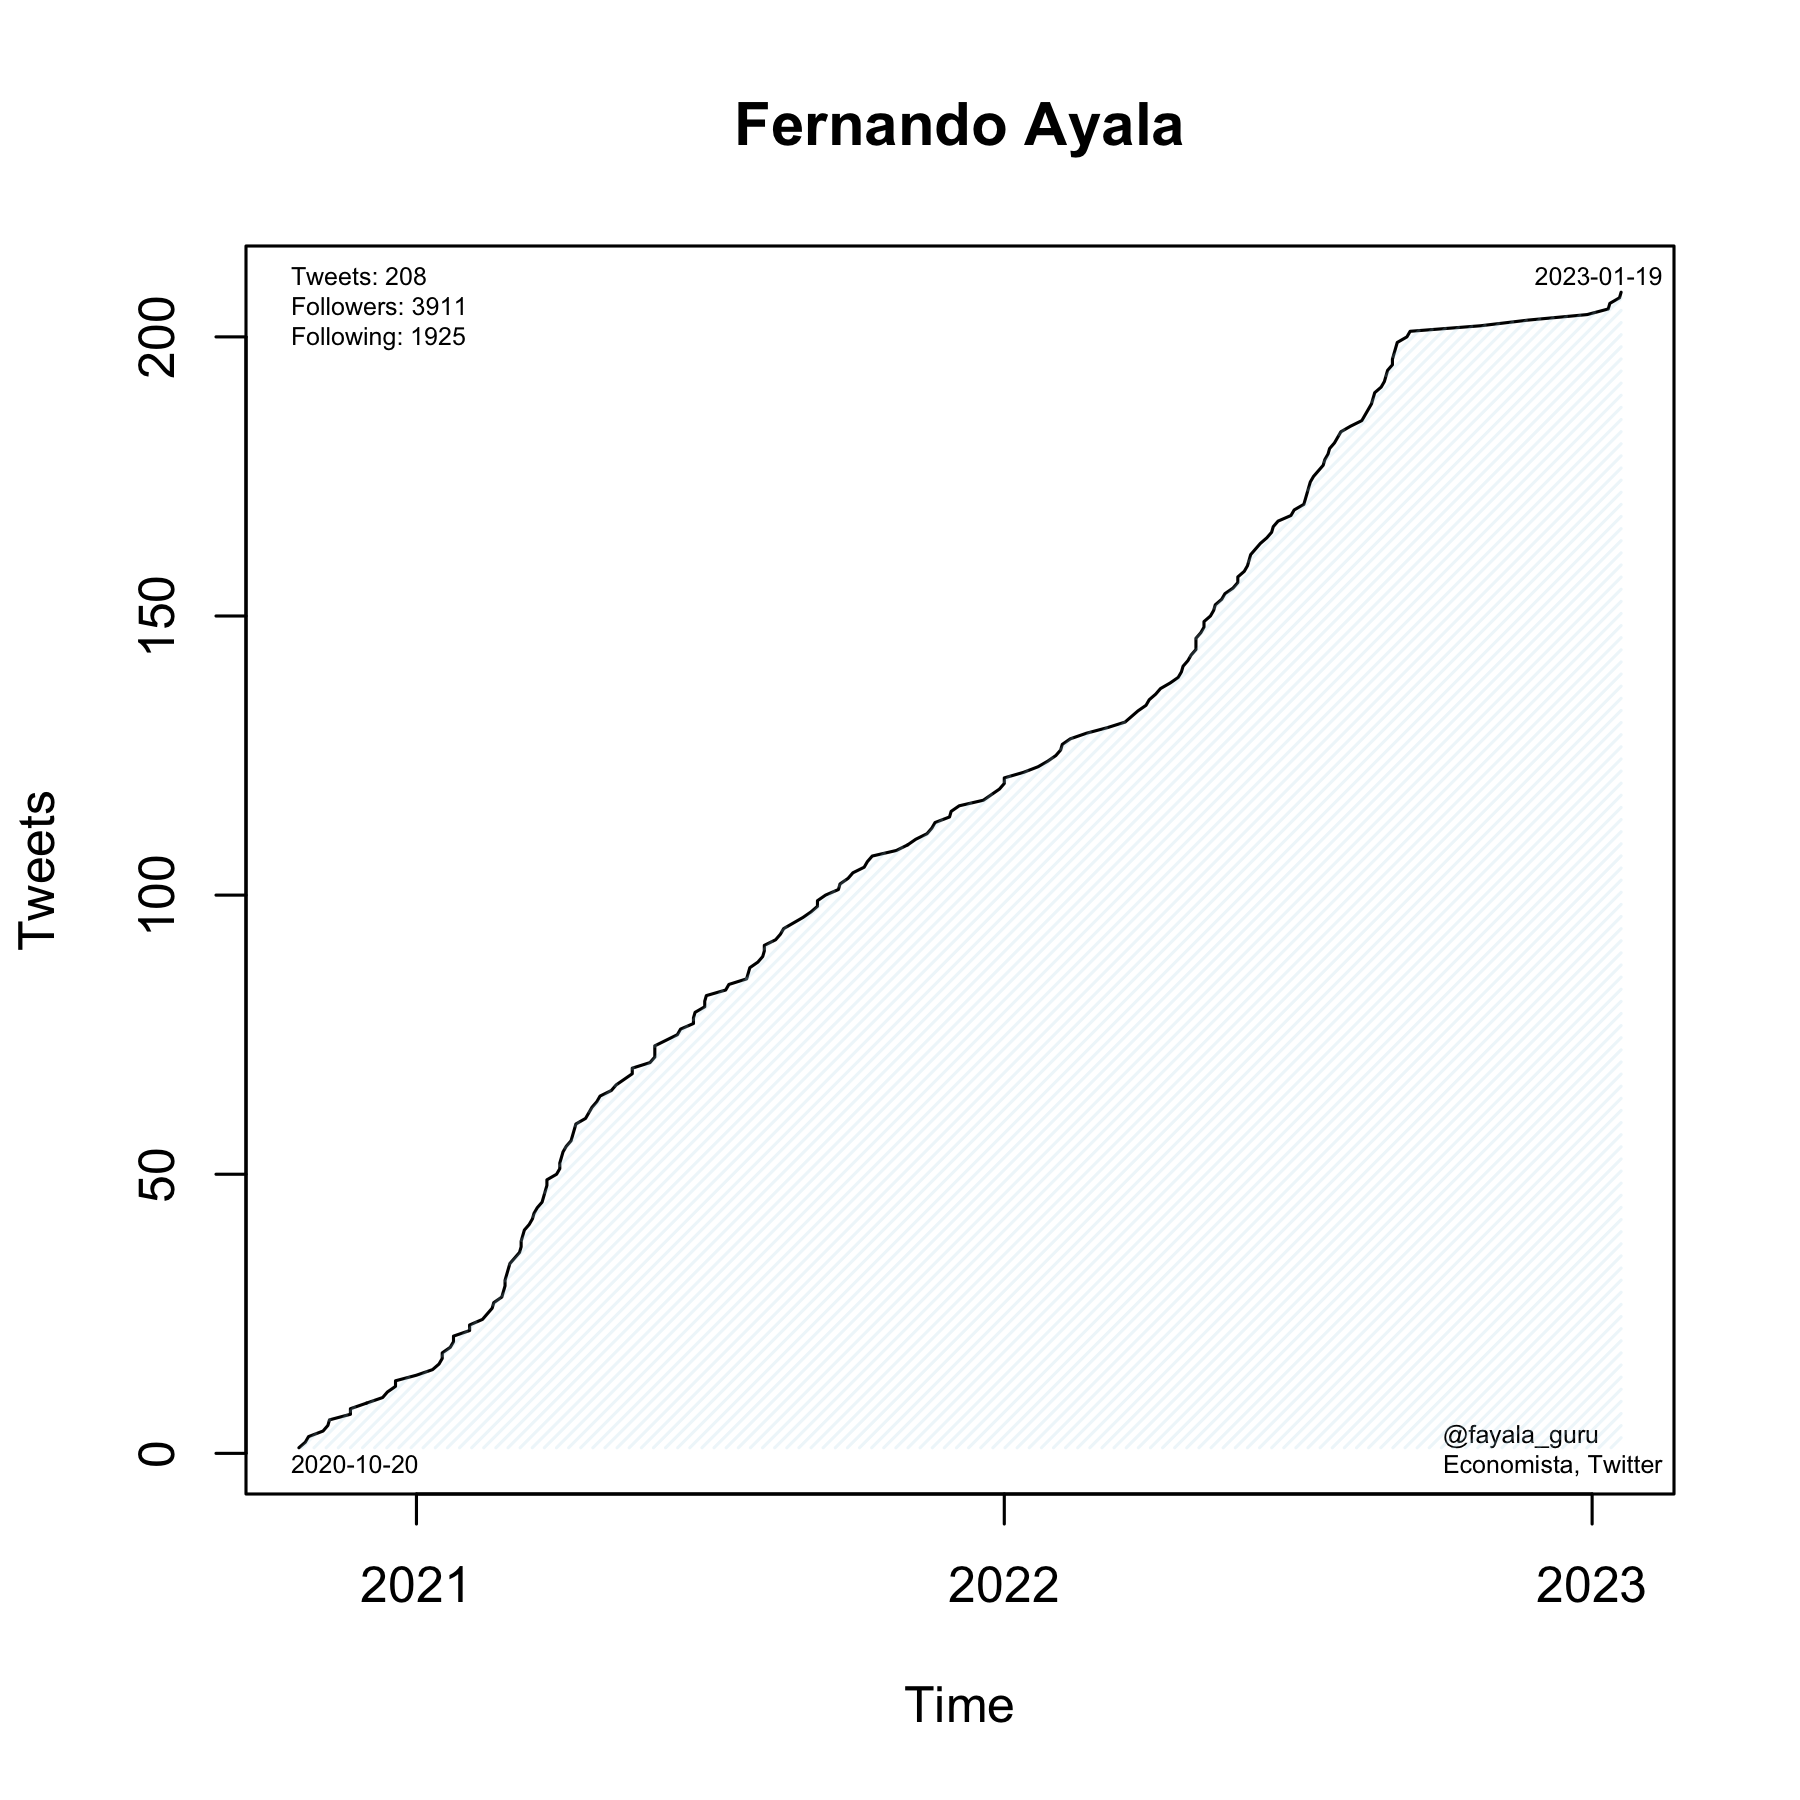 Fernando Ayala
Tweets: 208
Followers: 3911
Following: 1925
2023-01-19
200
150
100
50
0
Tweets
2020-10-20
@fayala_guru
Economista, Twitter
2021
2022
2023
Time